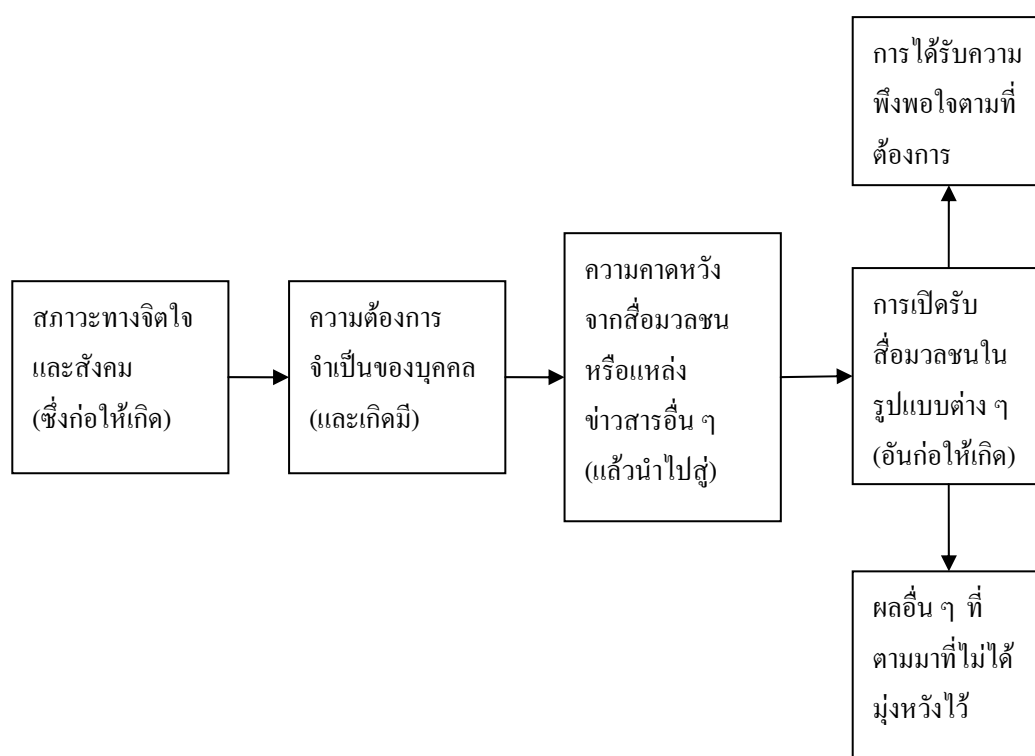 สภาวะทางจิตใจ
และสังคม
(ซึ่งก่อให้เกิด)
ความต้องการ
จำเป็นของบุคคล
(และเกิดมี)
ความคาดหวัง
จากสื่อมวลชน
หรือแหล่ง
ข่าวสารอื่น ๆ
(แล้วนำไปสู่)
การเปิดรับ
สื่อมวลชนใน
รูปแบบต่าง ๆ
(อันก่อให้เกิด)
การได้รับความ
พึงพอใจตามที่
ต้องการ
ผลอื่น ๆ ที่
ตามมาที่ไม่ได้
มุ่งหวังไว้